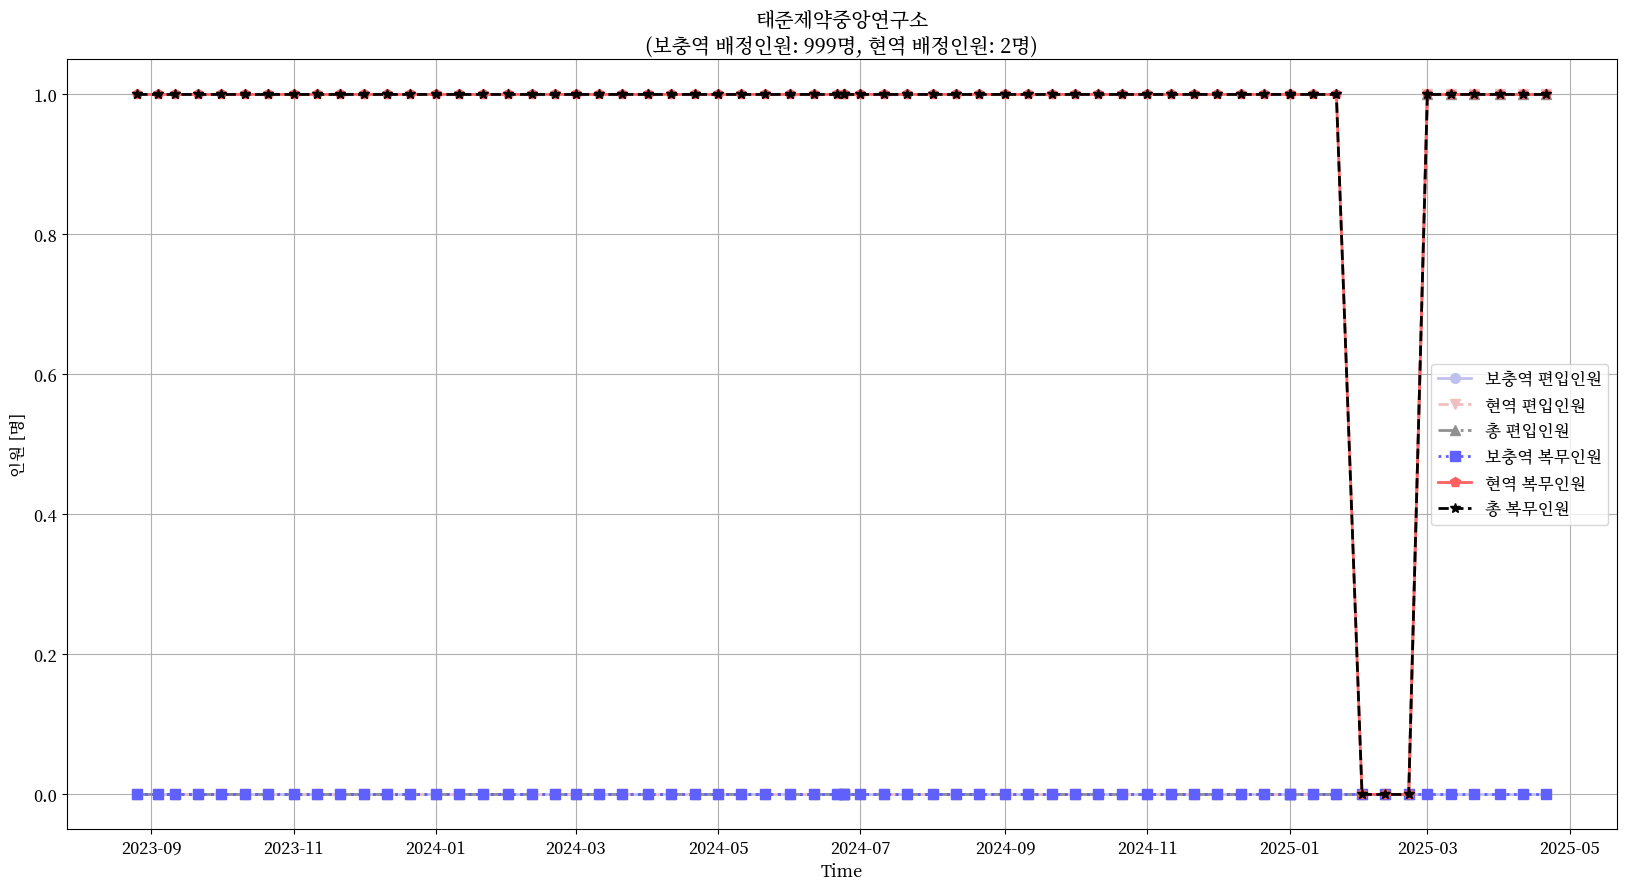 태준제약중앙연구소
(보충역 배정인원: 999명, 현역 배정인원: 2명)
1.0
0.8
0.6
0.4
0.2
0.0
인원 [명]
보충역 편입인원
현역 편입인원
총 편입인원
보충역 복무인원
현역 복무인원
총 복무인원
2023-09 2023-11 2024-01 2024-03 2024-05 2024-07 2024-09 2024-11 2025-01 2025-03 2025-05
Time